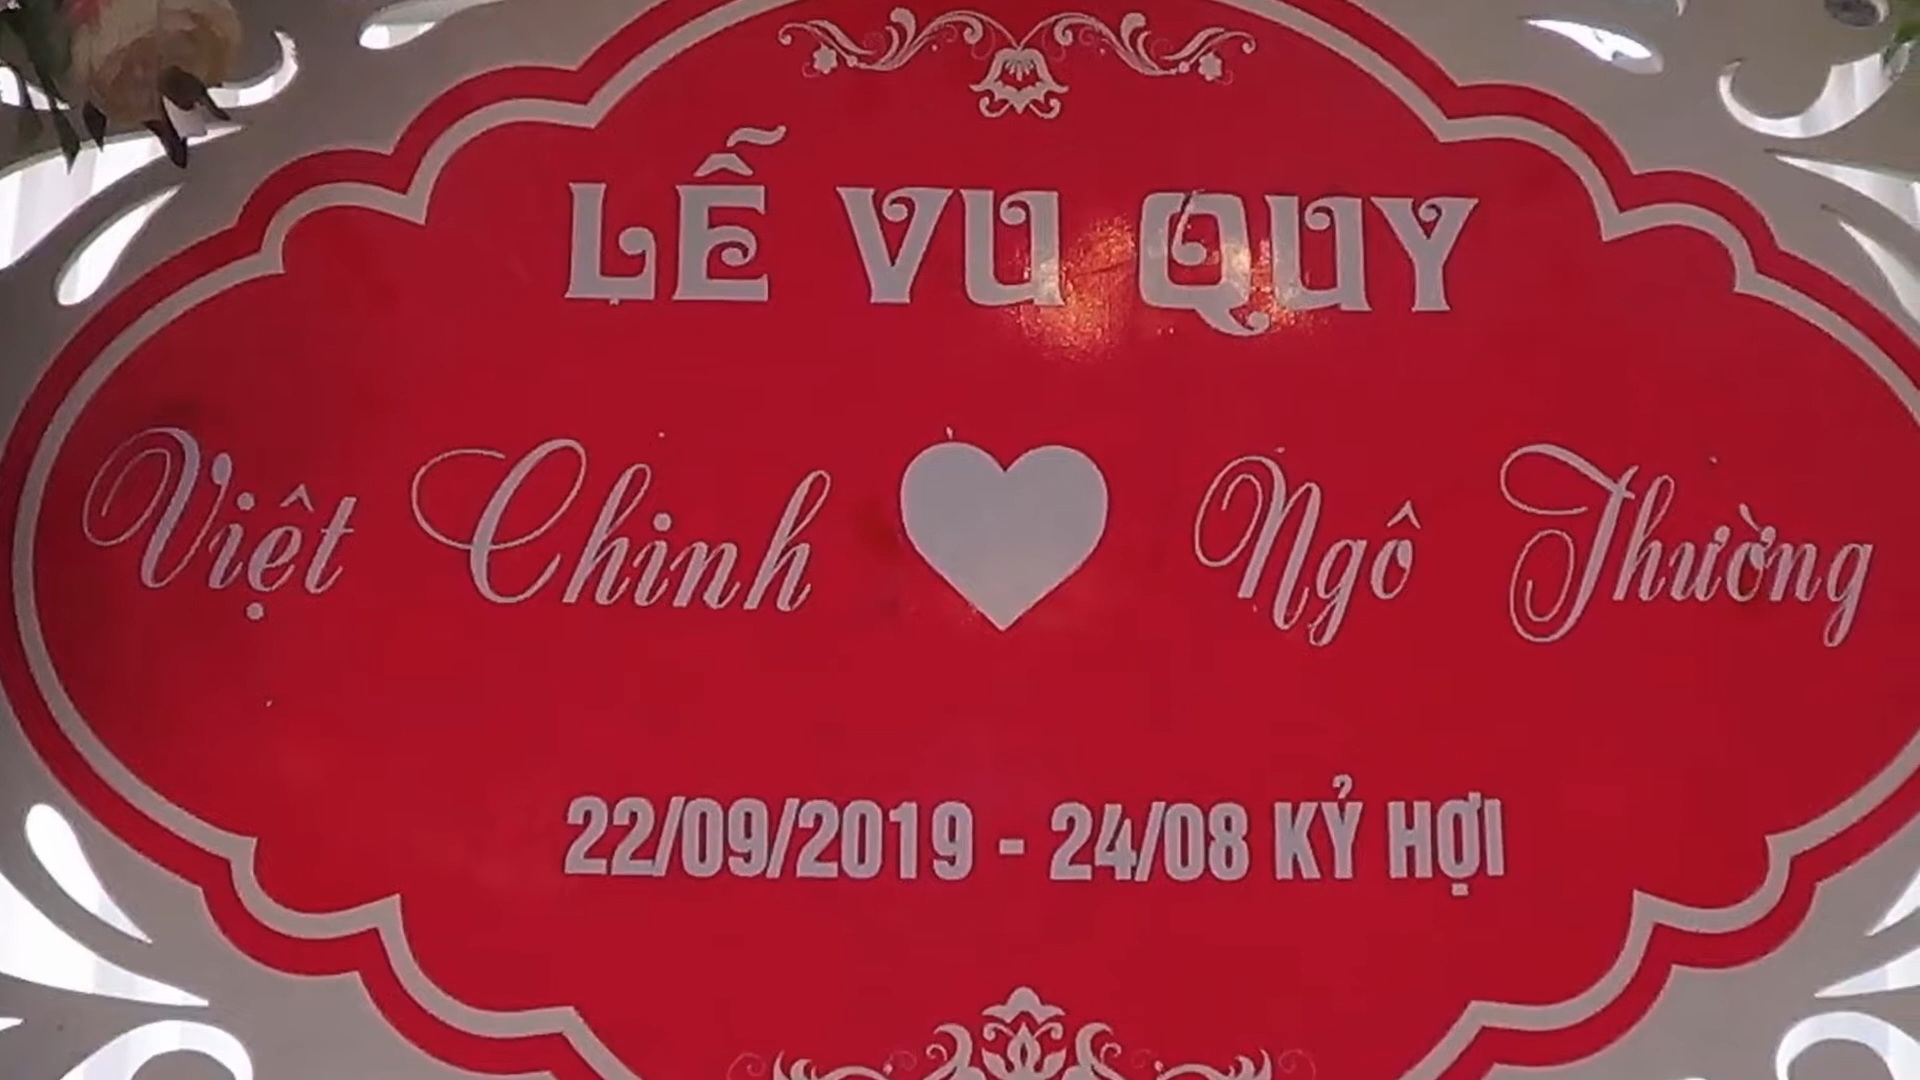 LỄ VU QUY
Việt Chinh Ngô Thường
22/09/2019 - 24/08 KỶ HỢI